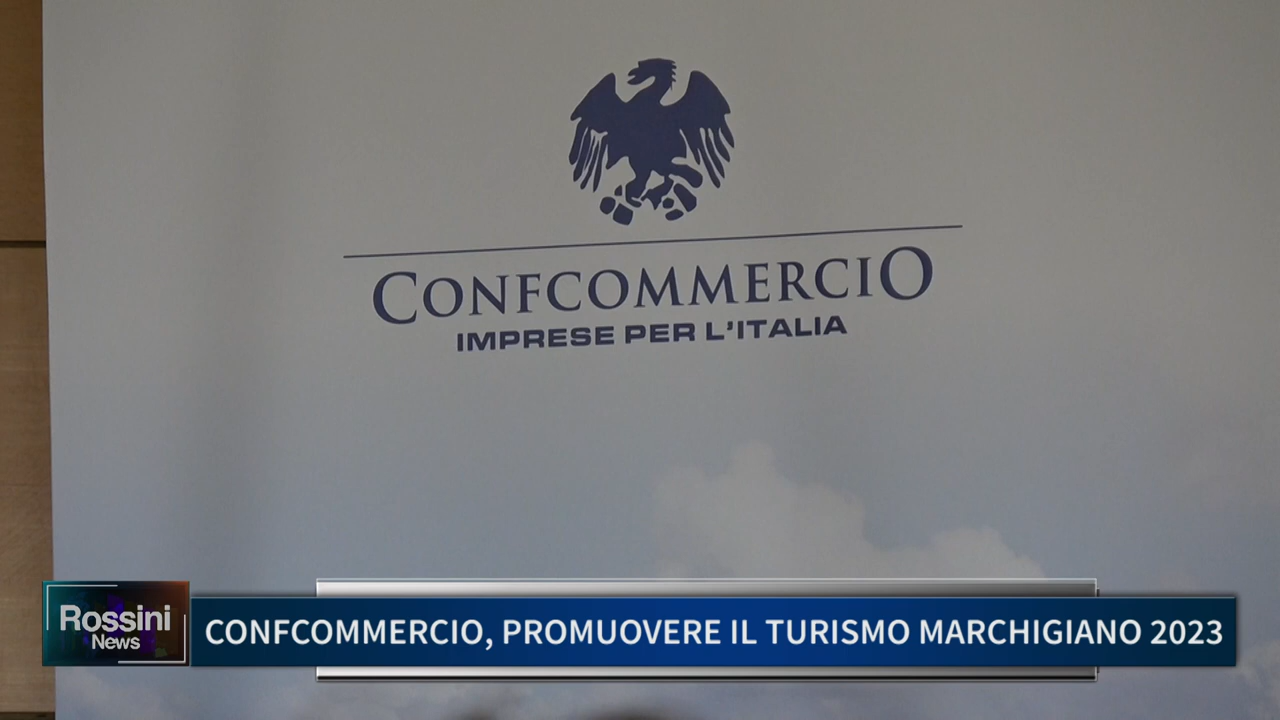 CONFCOMMERCIO
IMPRESE PER L'ITALIA
Rossini
News
CONFCOMMERCIO, PROMUOVERE IL TURISMO MARCHIGIANO 2023